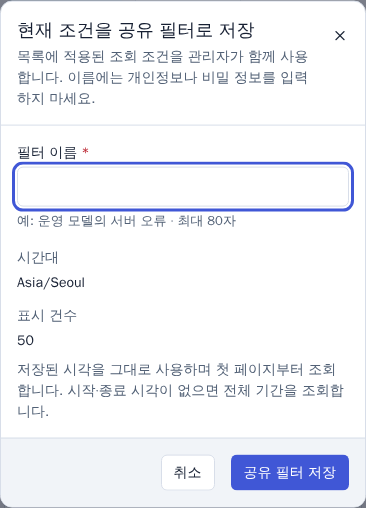 현재 조건을 공유 필터로 저장
목록에 적용된 조회 조건을 관리자가 함께 사용
합니다. 이름에는 개인정보나 비밀 정보를 입력
하지 마세요.
필터 이름 *
예: 운영 모델의 서버 오류 · 최대 80자
시간대
Asia/Seoul
표시 건수
50
저장된 시각을 그대로 사용하며 첫 페이지부터 조회
합니다. 시작·종료 시각이 없으면 전체 기간을 조회합
니다.
취소
공유 필터 저장